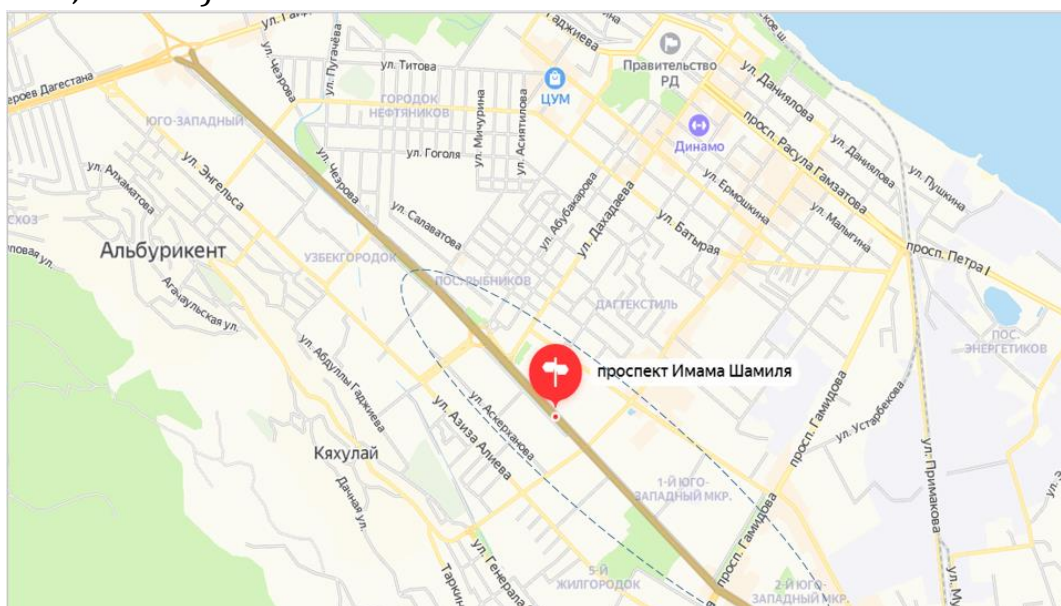 ул. Гаджиева
ул. Пугачёва
ул. Титова
ул. Чезрова
Правительство
РД
ул. Даниялова
ЦУМ
ГОРОДОК
НЕФТЯНИКОВ
ЮГО-ЗАПАДНЫЙ
ул. Мичурина
ул. Асиятилова
Динамо
просп. Расула Гамзатова
ул. Даниялова
ул. Пушкина
ул. Гоголя
ул. Чезрова
ул. Энгельса
ул. Алхаматова
ул. Ермошкина
ул. Малыгина
ул. Абубакарова
ул. Дахадаева
ул. Батырая
ул. Салаватова
просп. Петра I
Альбурикент
УЗБЕКГОРОДОК
ПОС. РЫБНИКОВ
ДАГТЕКСТИЛЬ
Агачаульская ул.
ПОС.
ЭНЕРГЕТИКОВ
ул. Абдуллы Гаджиева
проспект Имама Шамиля
ул. Аскерханова
ул. Азиза Алиева
просп. Гамидова
ул. Устарбекова
ул. Примакова
Кяхулай
Дачная ул.
1-Й ЮГО-
ЗАПАДНЫЙ МКР.
просп. Гамидова
5-Й
ЖИЛГОРОДОК
ул. Генерала
2-Й ЮГО-
ЗАПАДНЫЙ МКР.